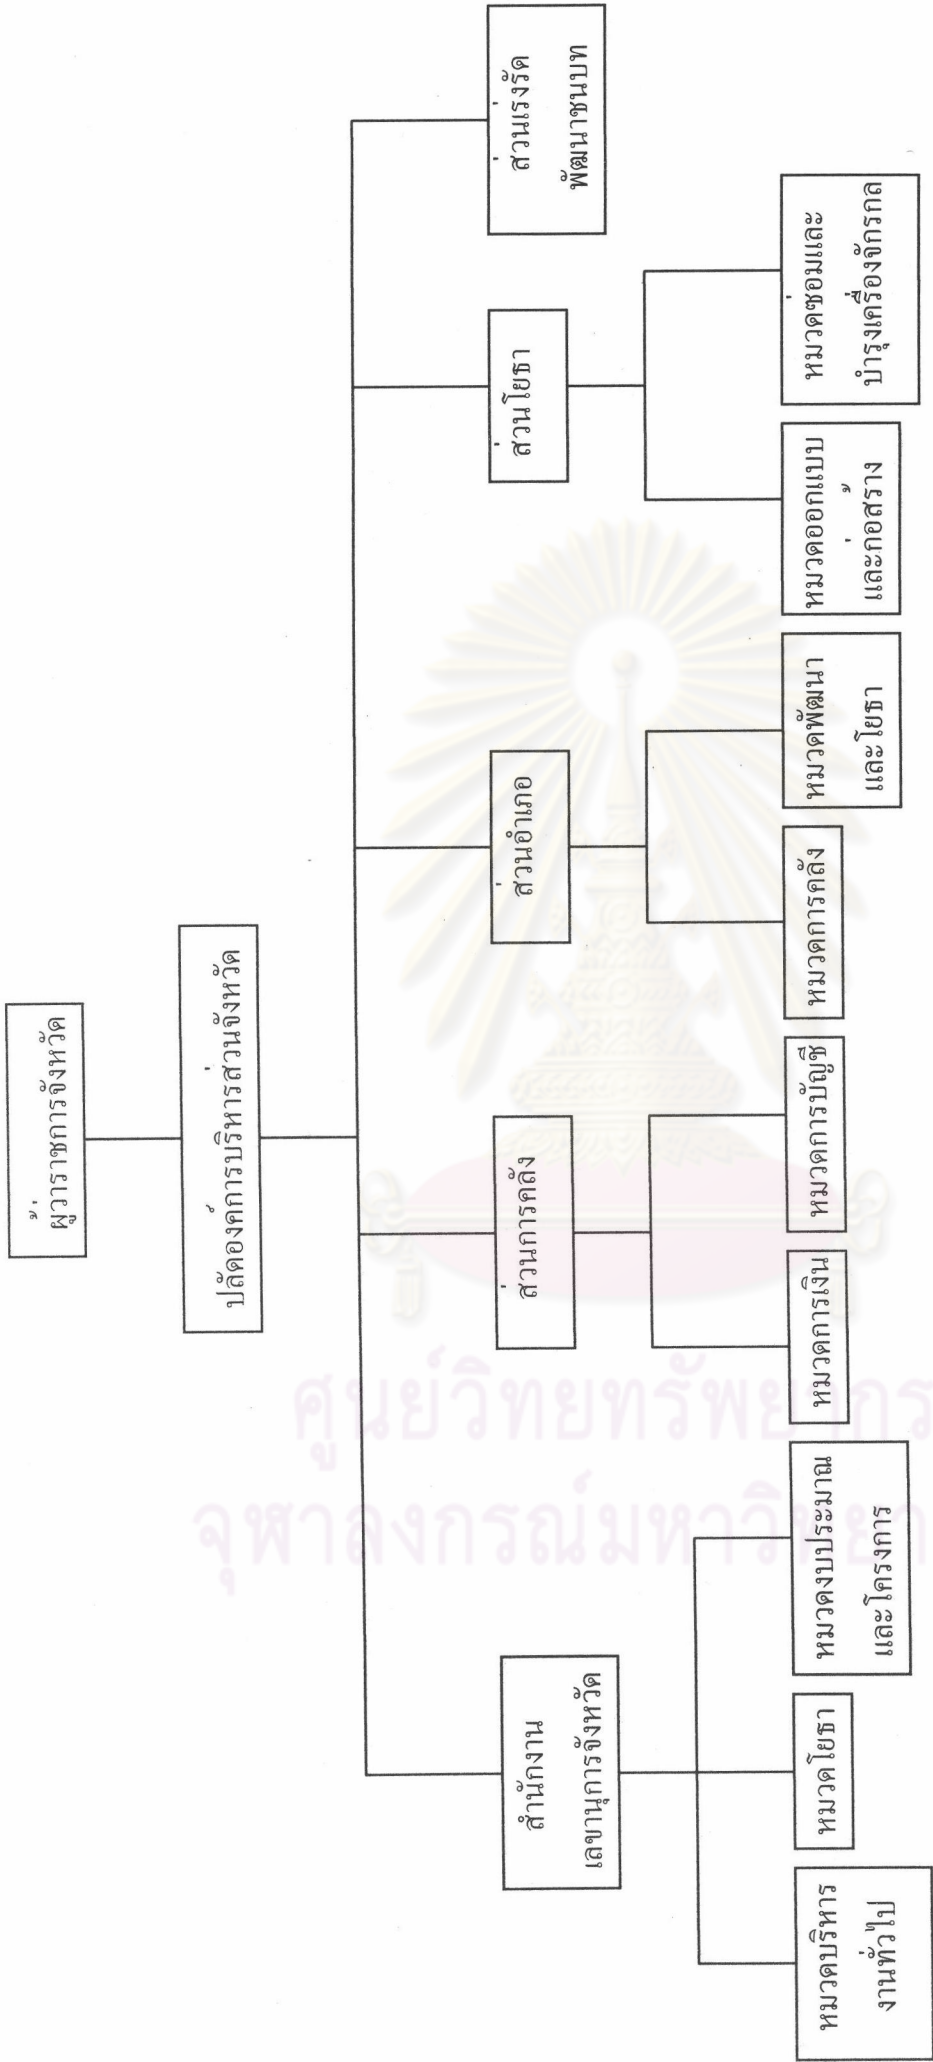 ผู้ว่าราชการจังหวัด
ปลัดองค์การบริหารส่วนจังหวัด
สำนักงาน
เลขานุการจังหวัด
ส่วนการคลัง
ส่วนอำเภอ
ส่วนโยธา
ส่วนเร่งรัด
พัฒนาชนบท
หมวดบริหาร
งานทั่วไป
หมวดโยธา
หมวดงบประมาณ
และโครงการ
หมวดการเงิน
หมวดการบัญชี
หมวดการคลัง
หมวดพัฒนา
และโยธา
หมวดออกแบบ
และก่อสร้าง
หมวดซ่อมและ
บำรุงเครื่องจักรกล
ศูนย์วิทยทรัพยากร
จุฬาลงกรณ์มหาวิทยา